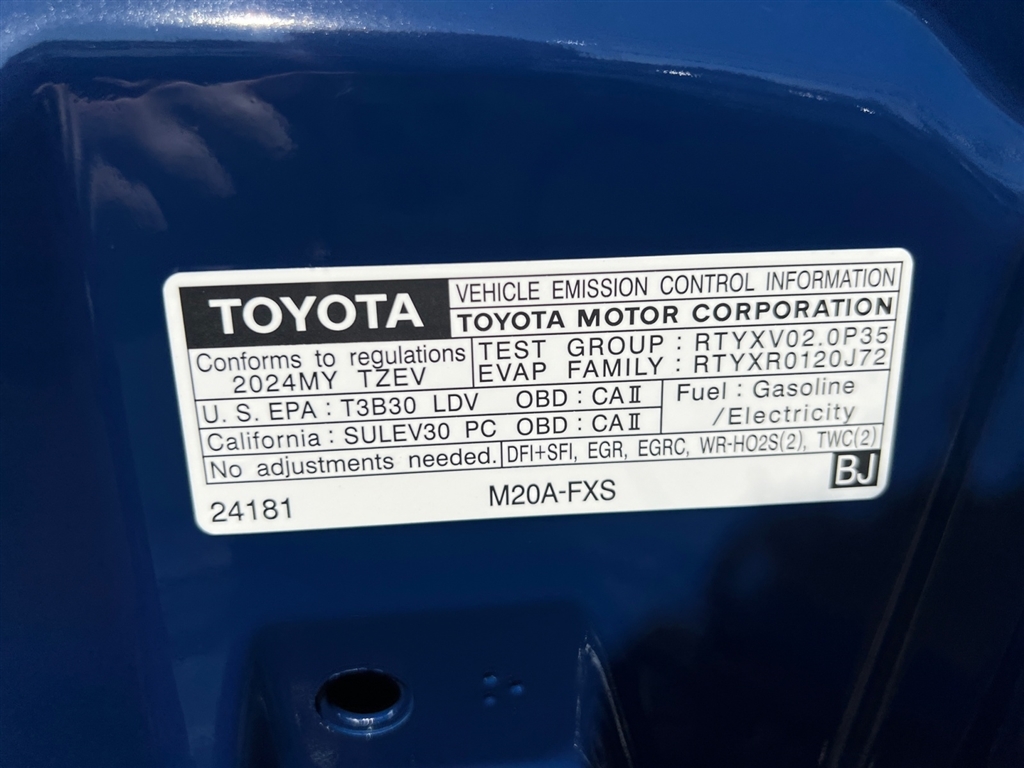 TOYOTA
VEHICLE EMISSION CONTROL INFORMATION
TOYOTA MOTOR CORPORATION
Conforms to regulations
2024MY TZEV
TEST GROUP : RTYXV02.0P35
EVAP FAMILY : RTYXR0120J72
U.S. EPA : T3B30 LDV OBD : CAⅡ
California : SULEV30 PC OBD : CAⅡ
Fuel : Gasoline
/Electricity
No adjustments needed.
DFI+SFI, EGR, EGRC, WR-HO2S(2), TWC(2)
24181
M20A-FXS
BJ